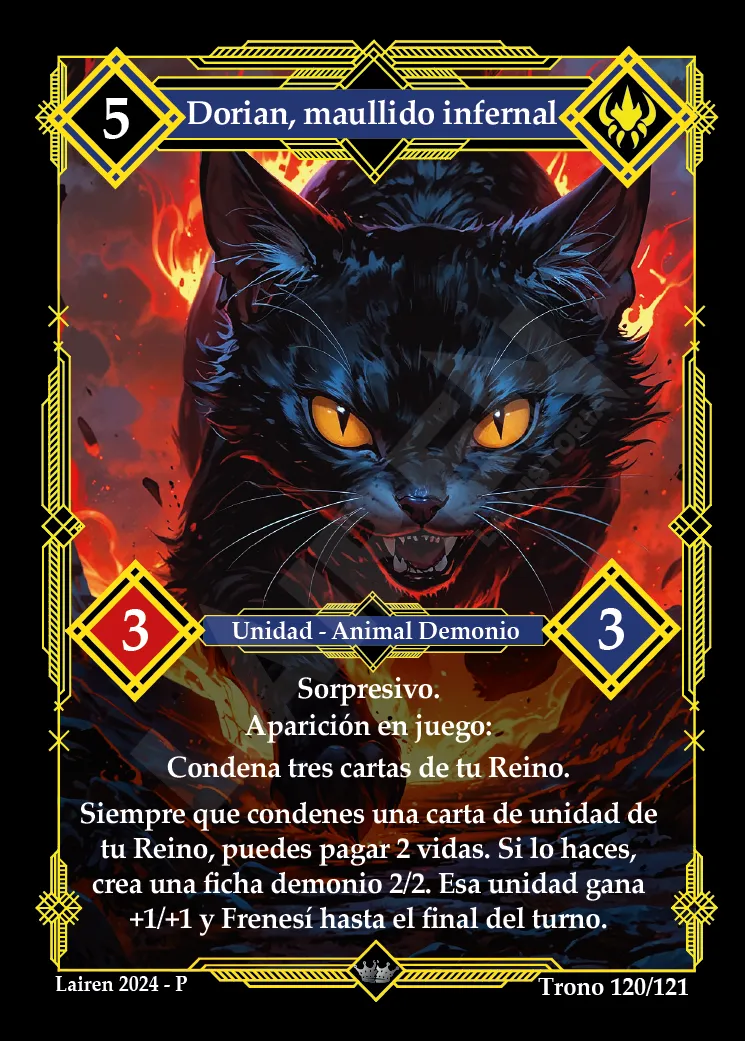 5
Dorian, maullido infernal
3
Unidad - Animal Demonio
3
Sorpresivo.
Aparición en juego:
Condena tres cartas de tu Reino.
Siempre que condenes una carta de unidad de
tu Reino, puedes pagar 2 vidas. Si lo haces,
crea una ficha demonio 2/2. Esa unidad gana
+1/+1 y Frenesí hasta el final del turno.
Lairen 2024 - P
Trono 120/121